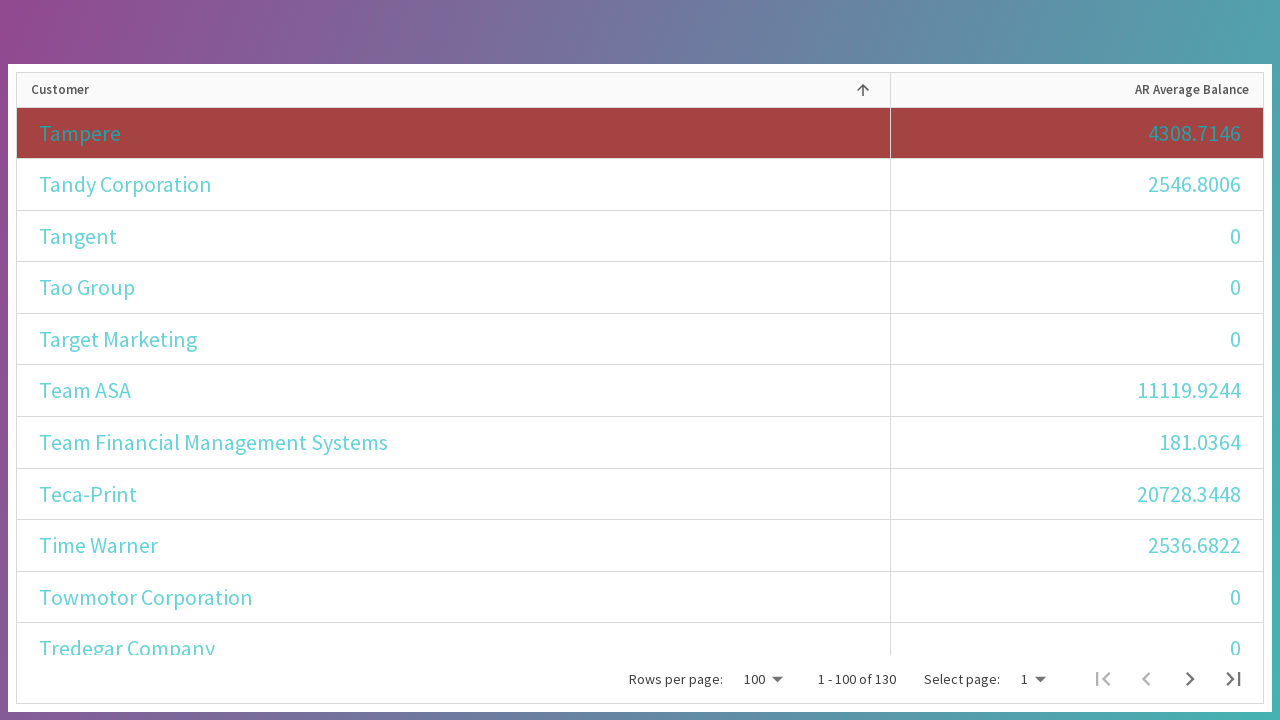 Customer AR Average Balance
Tampere 4308.7146
Tandy Corporation 2546.8006
Tangent 0
Tao Group 0
Target Marketing 0
Team ASA 11119.9244
Team Financial Management Systems 181.0364
Teca-Print 20728.3448
Time Warner 2536.6822
Towmotor Corporation 0
Tredegar Company 0
Rows per page: 100 1 - 100 of 130 Select page: 1